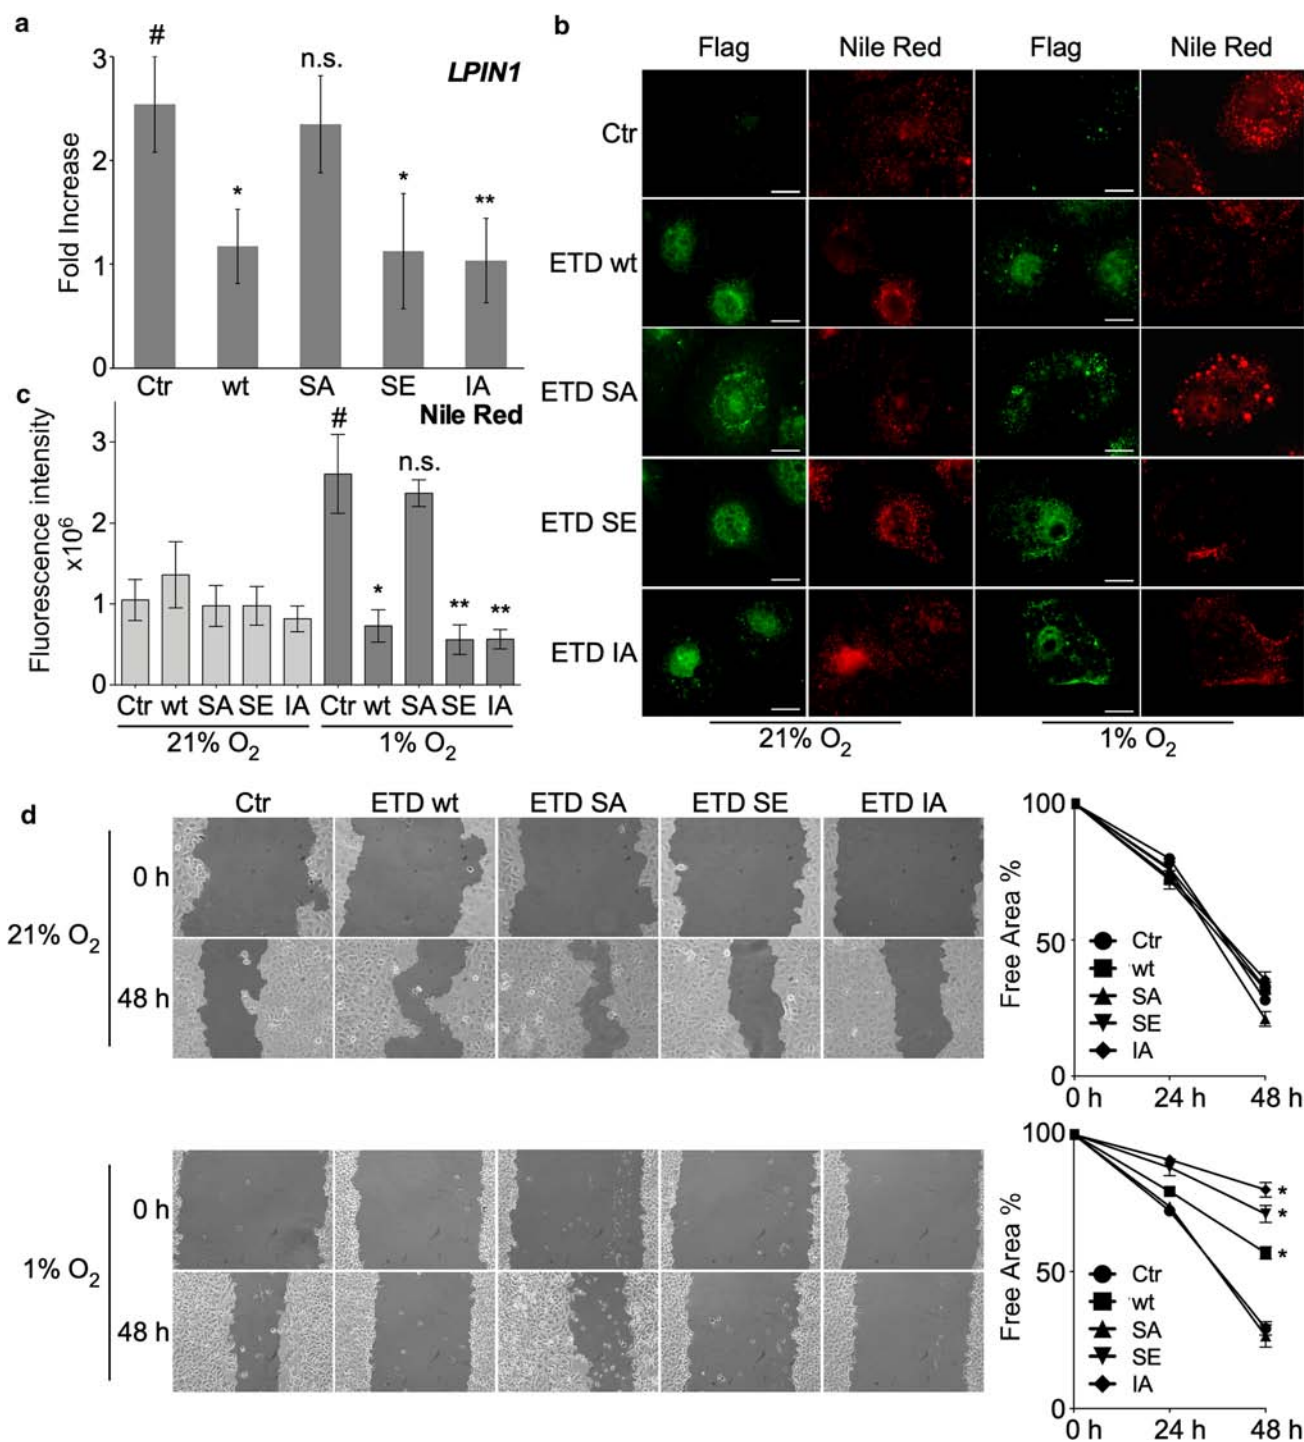 a
#
n.s.
LPIN1
*
*
**
Fold Increase
3
2
1
0
Ctr wt SA SE IA
b
Flag Nile Red Flag Nile Red
Ctr
ETD wt
ETD SA
ETD SE
ETD IA
21% O2 1% O2
c
Nile Red
#
n.s.
*
**
**
Fluorescence intensity
x10^6
3
2
1
0
Ctr wt SA SE IA Ctr wt SA SE IA
21% O2 1% O2
d
Ctr ETD wt ETD SA ETD SE ETD IA
21% O2
0 h
48 h
1% O2
0 h
48 h
Free Area %
100
50
0
Ctr
wt
SA
SE
IA
0 h 24 h 48 h
Free Area %
100
50
0
*
*
*
Ctr
wt
SA
SE
IA
0 h 24 h 48 h